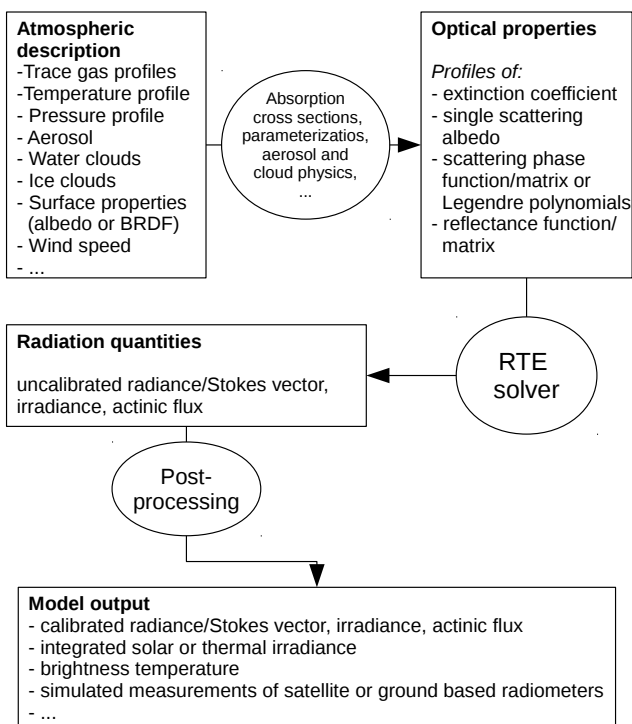 Atmospheric
description
-Trace gas profiles
-Temperature profile
- Pressure profile
- Aerosol
- Water clouds
- Ice clouds
- Surface properties
(albedo or BRDF)
- Wind speed
- ...
Absorption
cross sections,
parameterizatios,
aerosol and
cloud physics,
...
Optical properties
Profiles of:
- extinction coefficient
- single scattering
albedo
- scattering phase
function/matrix or
Legendre polynomials
- reflectance function/
matrix
RTE
solver
Radiation quantities
uncalibrated radiance/Stokes vector,
irradiance, actinic flux
Post-
processing
Model output
- calibrated radiance/Stokes vector, irradiance, actinic flux
- integrated solar or thermal irradiance
- brightness temperature
- simulated measurements of satellite or ground based radiometers
- ...